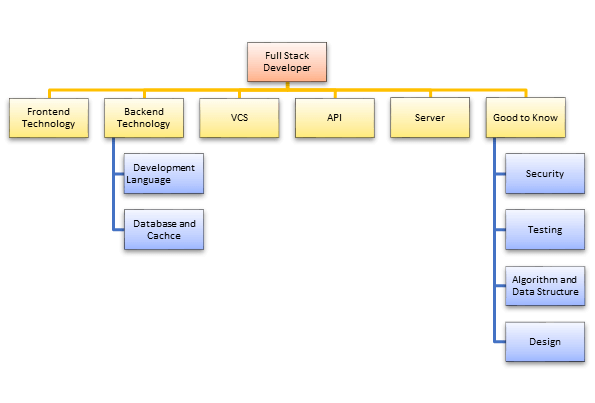 Full Stack
Developer
Frontend
Technology
Backend
Technology
VCS
API
Server
Good to Know
Development
Language
Database and
Cachce
Security
Testing
Algorithm and
Data Structure
Design